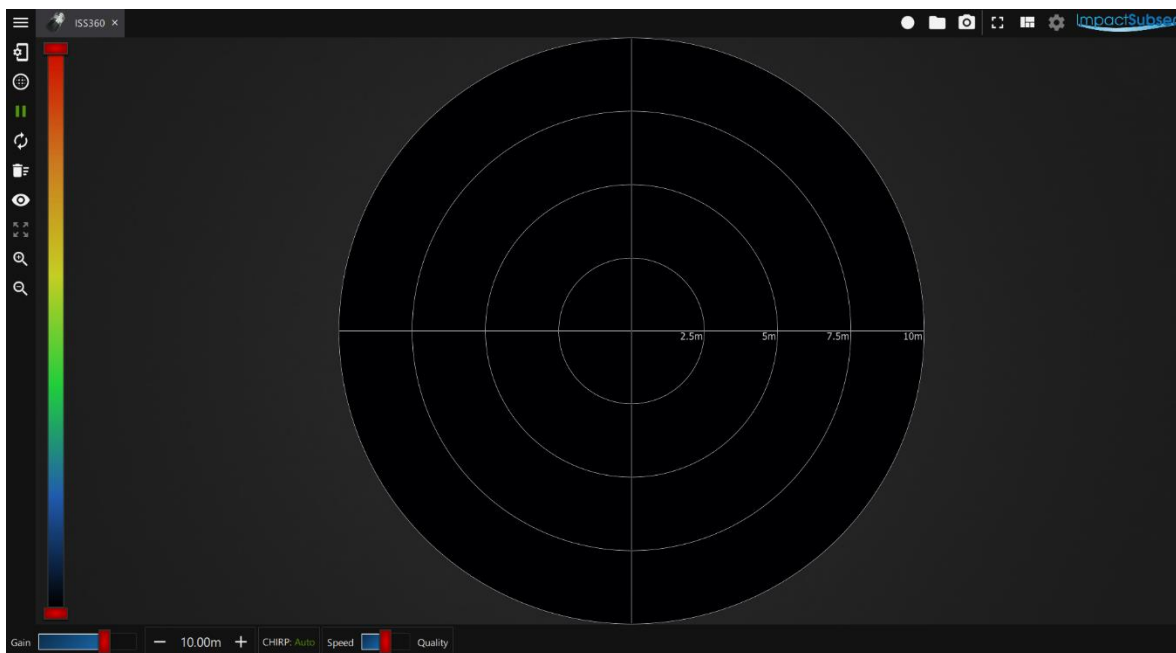 ISS360 ×
ImpactSubsea
2.5m 5m 7.5m 10m
Gain 10.00m CHIRP: Auto Speed Quality